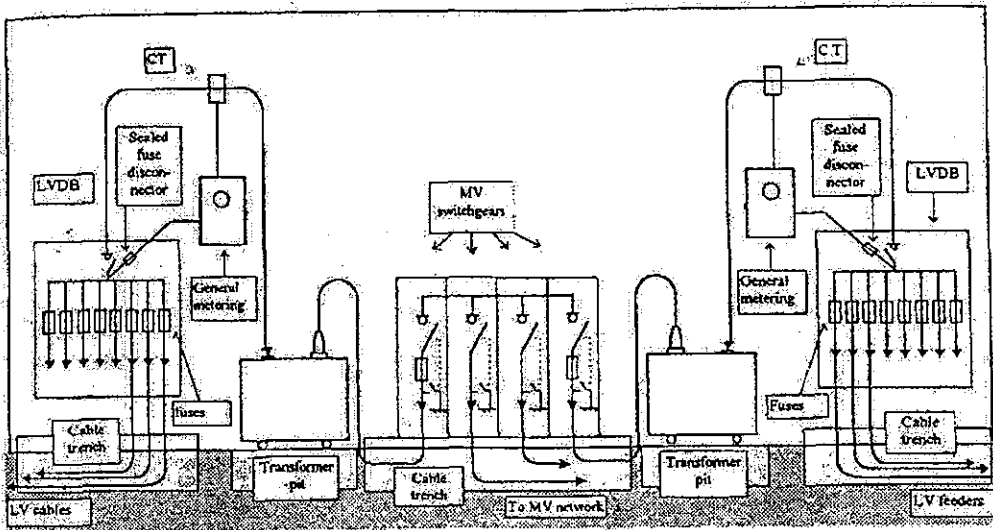 CT
CT
Sealed
fuse
discon-
nector
Sealed
fuse
discon-
nector
LVDB
MV
switchgears
LVDB
General
metering
General
metering
fuses
Fuses
Cable
trench
Cable
trench
Transformer
-pit
Cable
trench
Transformer
pit
LV cables
To MV network
LV feeders